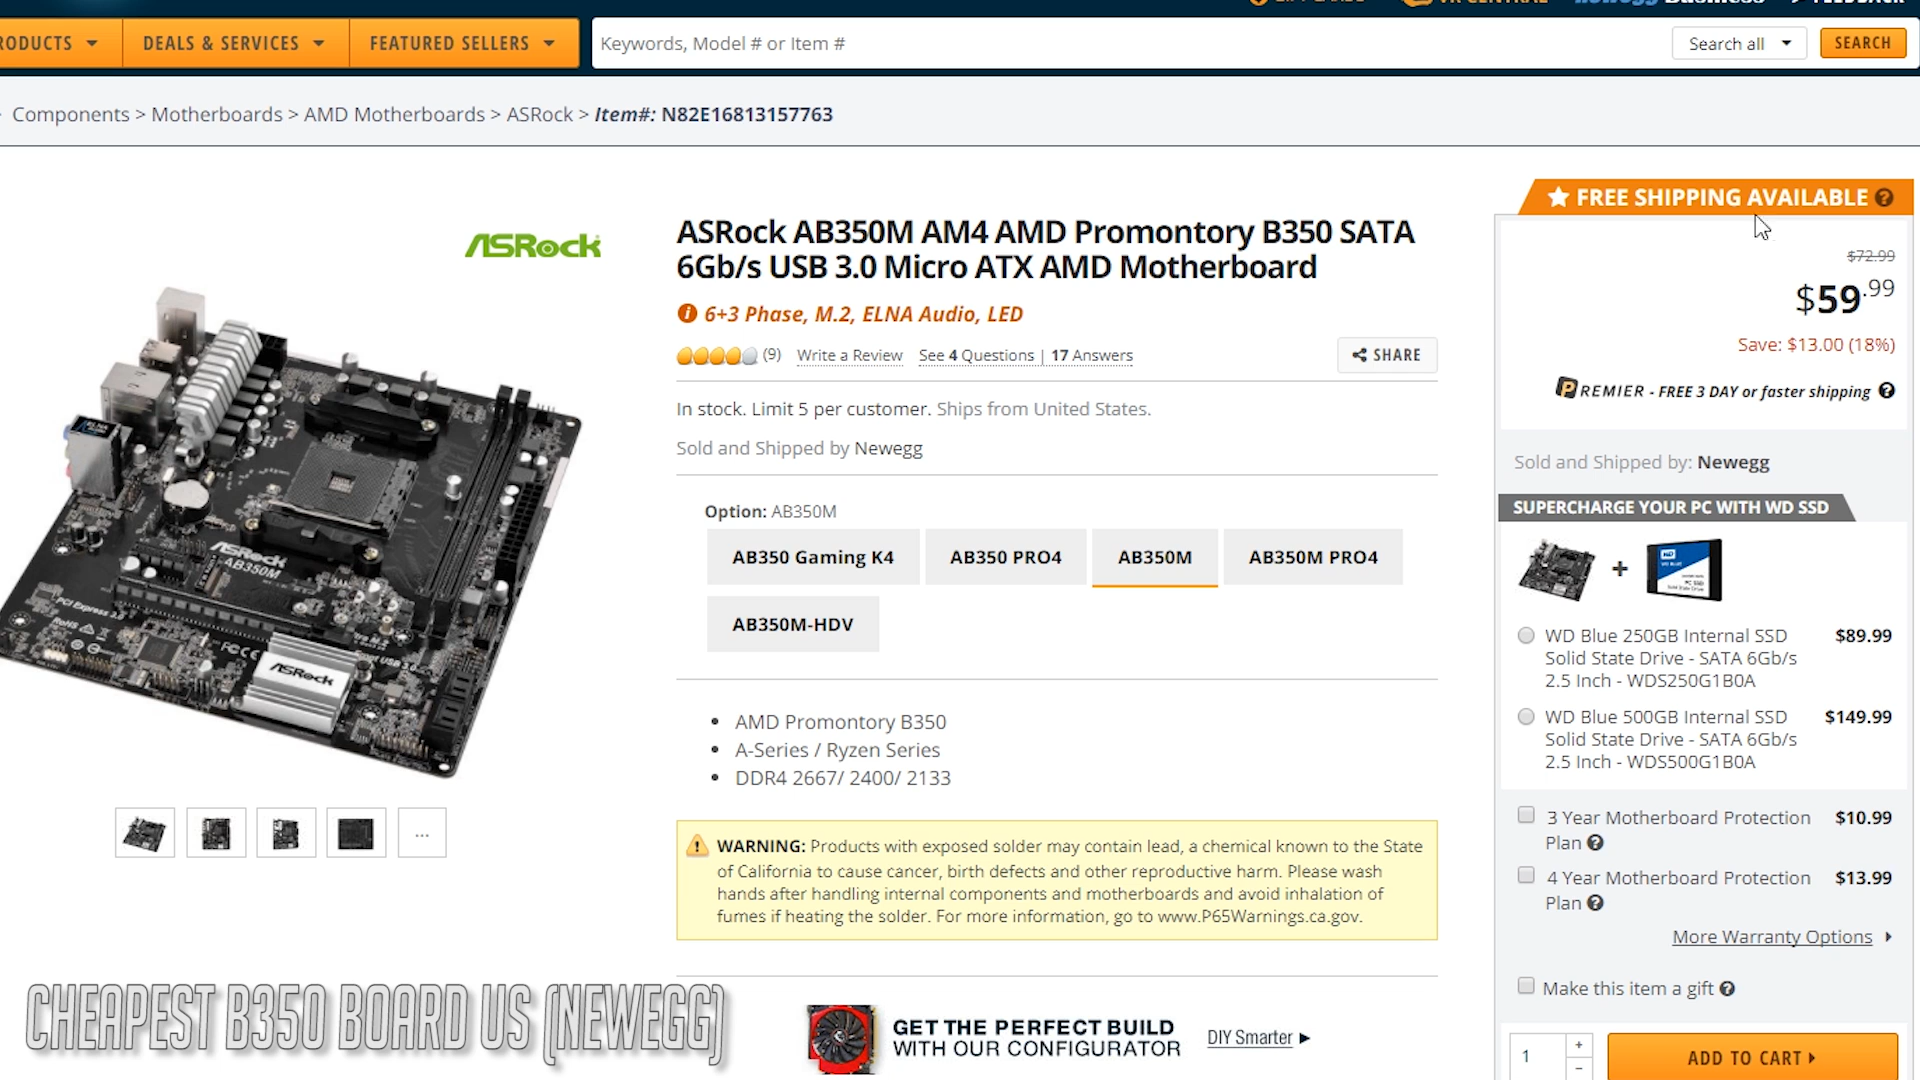 RODUCTS
DEALS & SERVICES
FEATURED SELLERS
Keywords, Model # or Item #
Search all
SEARCH
Components > Motherboards > AMD Motherboards > ASRock > Item#: N82E16813157763
FREE SHIPPING AVAILABLE ?
ASRock
ASRock AB350M AM4 AMD Promontory B350 SATA
6Gb/s USB 3.0 Micro ATX AMD Motherboard
6+3 Phase, M.2, ELNA Audio, LED
(9) Write a Review See 4 Questions | 17 Answers
SHARE
In stock. Limit 5 per customer. Ships from United States.
Sold and Shipped by Newegg
Option: AB350M
AB350 Gaming K4
AB350 PRO4
AB350M
AB350M PRO4
AB350M-HDV
• AMD Promontory B350
• A-Series / Ryzen Series
• DDR4 2667/ 2400/ 2133
WARNING: Products with exposed solder may contain lead, a chemical known to the State
of California to cause cancer, birth defects and other reproductive harm. Please wash
hands after handling internal components and motherboards and avoid inhalation of
fumes if heating the solder. For more information, go to www.P65Warnings.ca.gov.
GET THE PERFECT BUILD
WITH OUR CONFIGURATOR
DIY Smarter
$72.99
$59.99
Save: $13.00 (18%)
PREMIER - FREE 3 DAY or faster shipping ?
Sold and Shipped by: Newegg
SUPERCHARGE YOUR PC WITH WD SSD
+
WD Blue 250GB Internal SSD $89.99
Solid State Drive - SATA 6Gb/s
2.5 Inch - WDS250G1B0A
WD Blue 500GB Internal SSD $149.99
Solid State Drive - SATA 6Gb/s
2.5 Inch - WDS500G1B0A
3 Year Motherboard Protection $10.99
Plan ?
4 Year Motherboard Protection $13.99
Plan ?
More Warranty Options
Make this item a gift ?
1
+
-
ADD TO CART
ASRock
AB350M
PCI Express 3.0
RoHS
FCC
ASRock
...
CHEAPEST B350 BOARD US (NEWEGG)